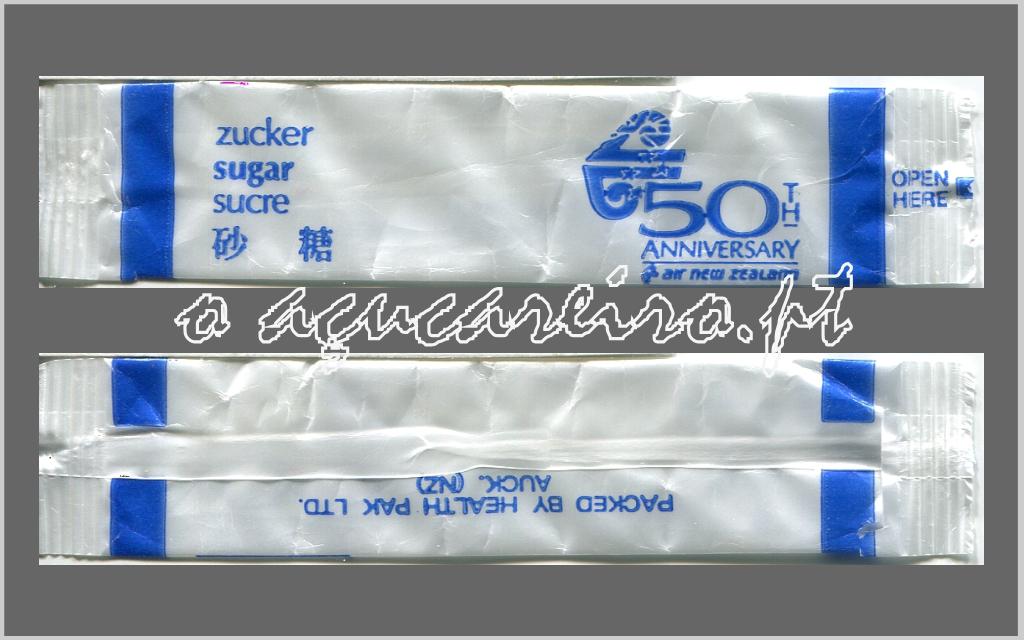 zucker
sugar
sucre
砂 糖
50TH
ANNIVERSARY
air new zealand
OPEN
HERE
o açucareiro.pt
PACKED BY HEALTH PAK LTD.
AUCK. (NZ)